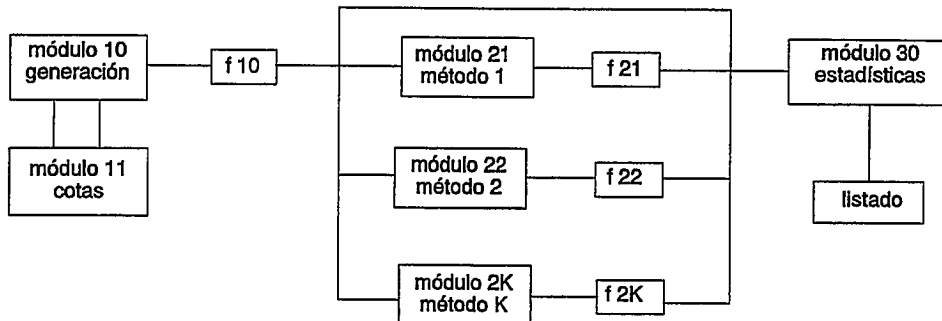 módulo 10
generación
f 10
módulo 11
cotas
módulo 21
método 1
f 21
módulo 22
método 2
f 22
módulo 2K
método K
f 2K
módulo 30
estadísticas
listado